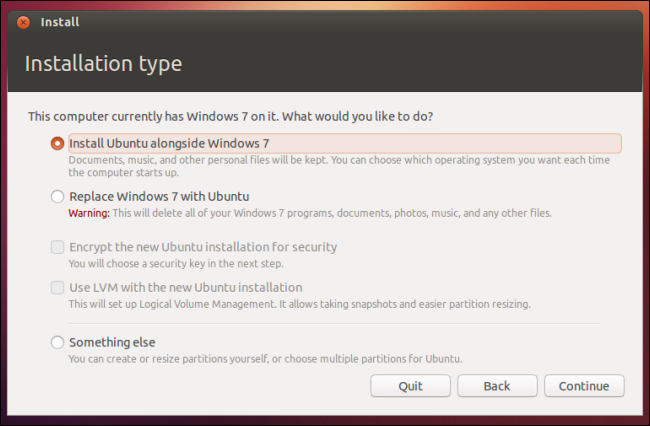 Install
Installation type
This computer currently has Windows 7 on it. What would you like to do?
Install Ubuntu alongside Windows 7
Documents, music, and other personal files will be kept. You can choose which operating system you want each time
the computer starts up.
Replace Windows 7 with Ubuntu
Warning: This will delete all of your Windows 7 programs, documents, photos, music, and any other files.
Encrypt the new Ubuntu installation for security
You will choose a security key in the next step.
Use LVM with the new Ubuntu installation
This will set up Logical Volume Management. It allows taking snapshots and easier partition resizing.
Something else
You can create or resize partitions yourself, or choose multiple partitions for Ubuntu.
Quit Back Continue